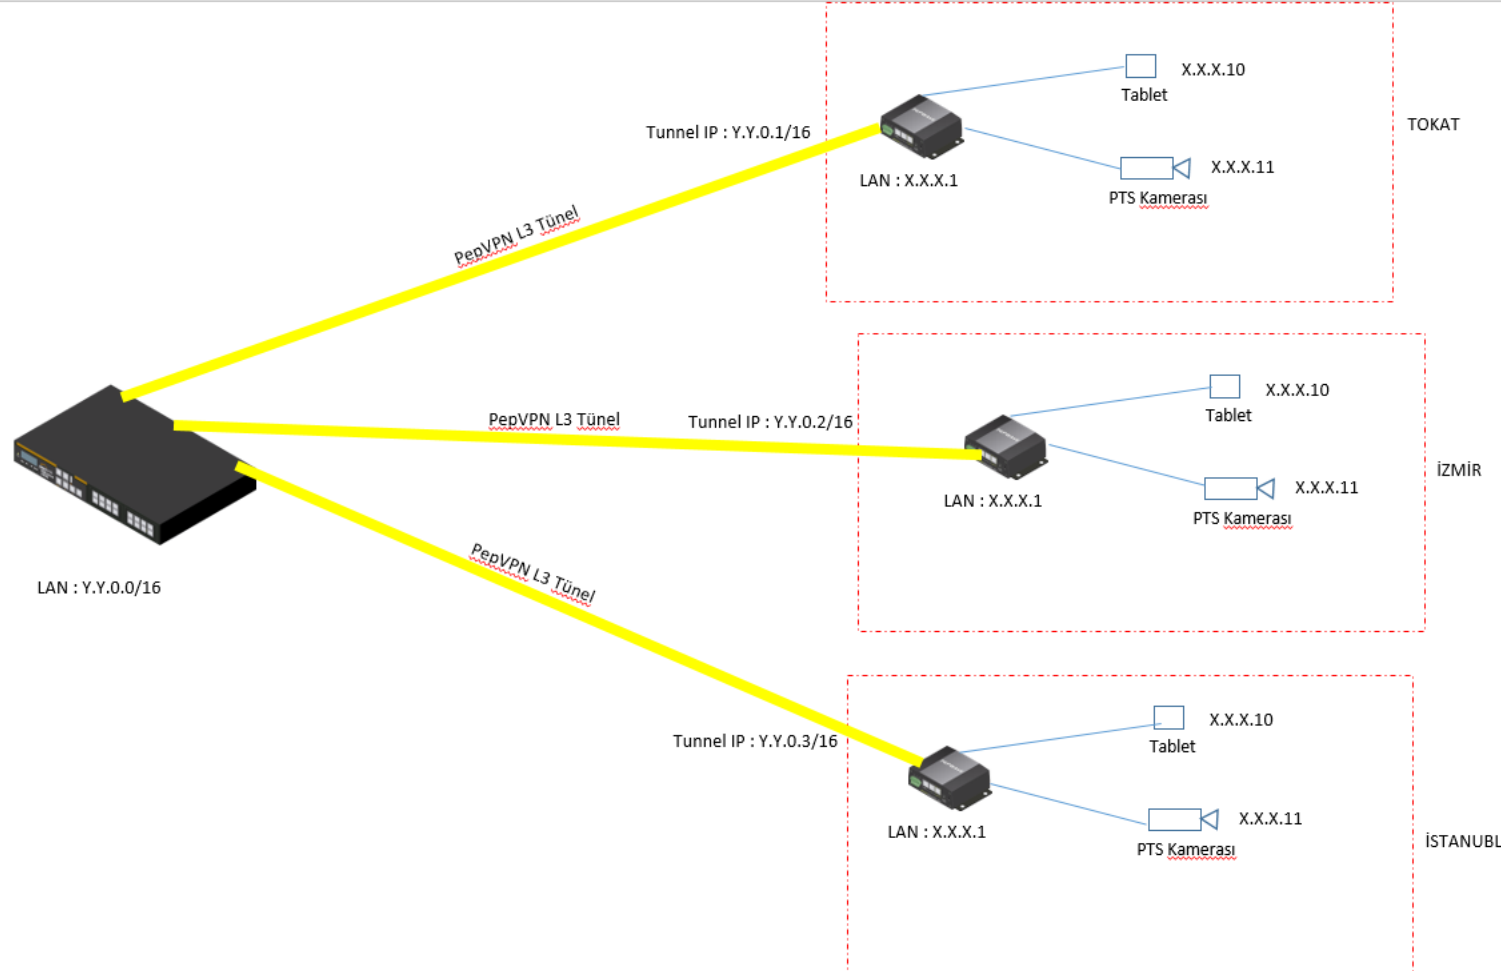 X.X.X.10
Tablet
TOKAT
Tunnel IP : Y.Y.0.1/16
X.X.X.11
LAN : X.X.X.1
PTS Kamerası
PepVPN L3 Tünel
X.X.X.10
Tablet
PepVPN L3 Tünel
Tunnel IP : Y.Y.0.2/16
İZMİR
X.X.X.11
LAN : X.X.X.1
PTS Kamerası
PepVPN L3 Tünel
LAN : Y.Y.0.0/16
X.X.X.10
Tablet
Tunnel IP : Y.Y.0.3/16
X.X.X.11
LAN : X.X.X.1
PTS Kamerası
İSTANUBL